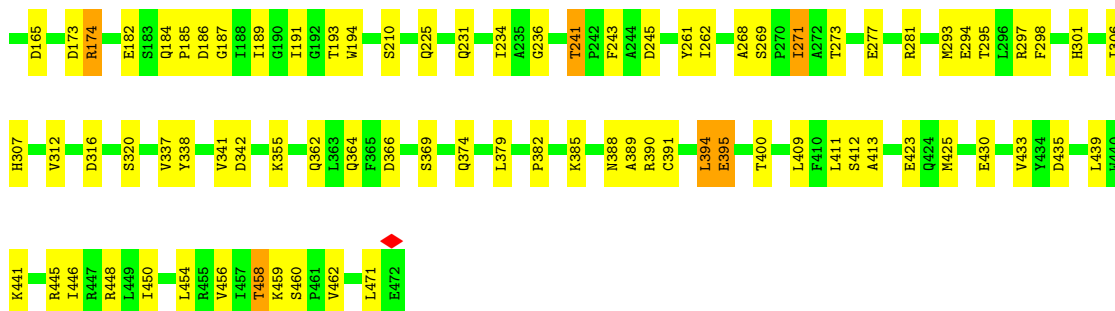 D165 D173 R174 E182 S183 Q184 P185 D186 G187 I188 I189 G190 I191 G192 T193 W194 S210 Q225 Q231 I234 A235 G236 T241 P242 F243 A244 D245 Y261 I262 A268 S269 P270 I271 A272 T273 E277 R281 M293 E294 T295 L296 R297 F298 H301
H307 V312 D316 S320 V337 Y338 V341 D342 K355 Q362 L363 Q364 F365 D366 S369 Q374 L379 P382 K385 N388 A389 R390 C391 L394 E395 T400 L409 F410 L411 S412 A413 E423 Q424 M425 E430 V433 Y434 D435 L439
K441 R445 I446 R447 R448 L449 I450 L454 R455 V456 I457 T458 K459 S460 P461 V462 L471 E472